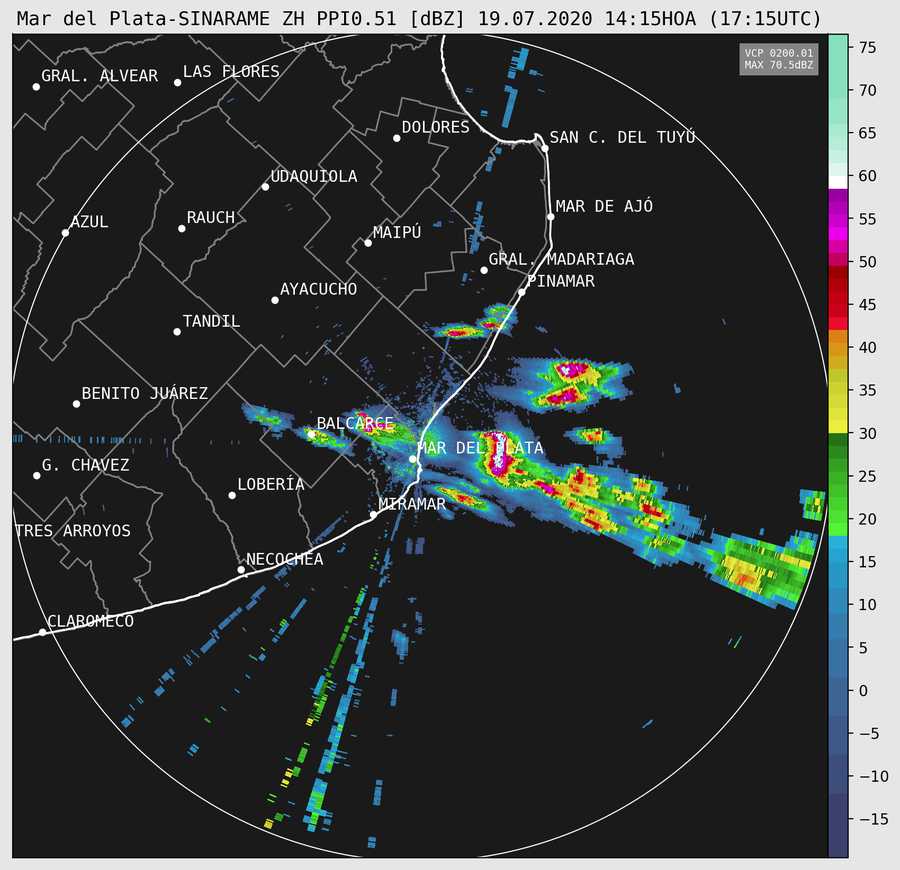 Mar del Plata-SINARAME ZH PPI0.51 [dBZ] 19.07.2020 14:15HOA (17:15UTC)
VCP 0200.01
MAX 70.5dBZ
GRAL. ALVEAR
LAS FLORES
DOLORES
SAN C. DEL TUYÚ
UDAQUIOLA
AZUL
RAUCH
MAR DE AJÓ
MAIPÚ
GRAL. MADARIAGA
PINAMAR
AYACUCHO
TANDIL
BENITO JUÁREZ
BALCARCE
MAR DEL PLATA
G. CHAVEZ
LOBERÍA
MIRAMAR
TRES ARROYOS
NECOCHEA
CLAROMECO
75
70
65
60
55
50
45
40
35
30
25
20
15
10
5
0
−5
−10
−15